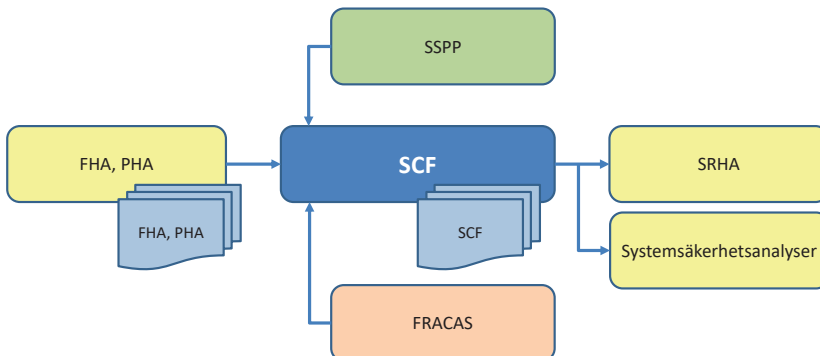 SSPP
FHA, PHA
SCF
SRHA
FHA, PHA
SCF
Systemsäkerhetsanalyser
FRACAS